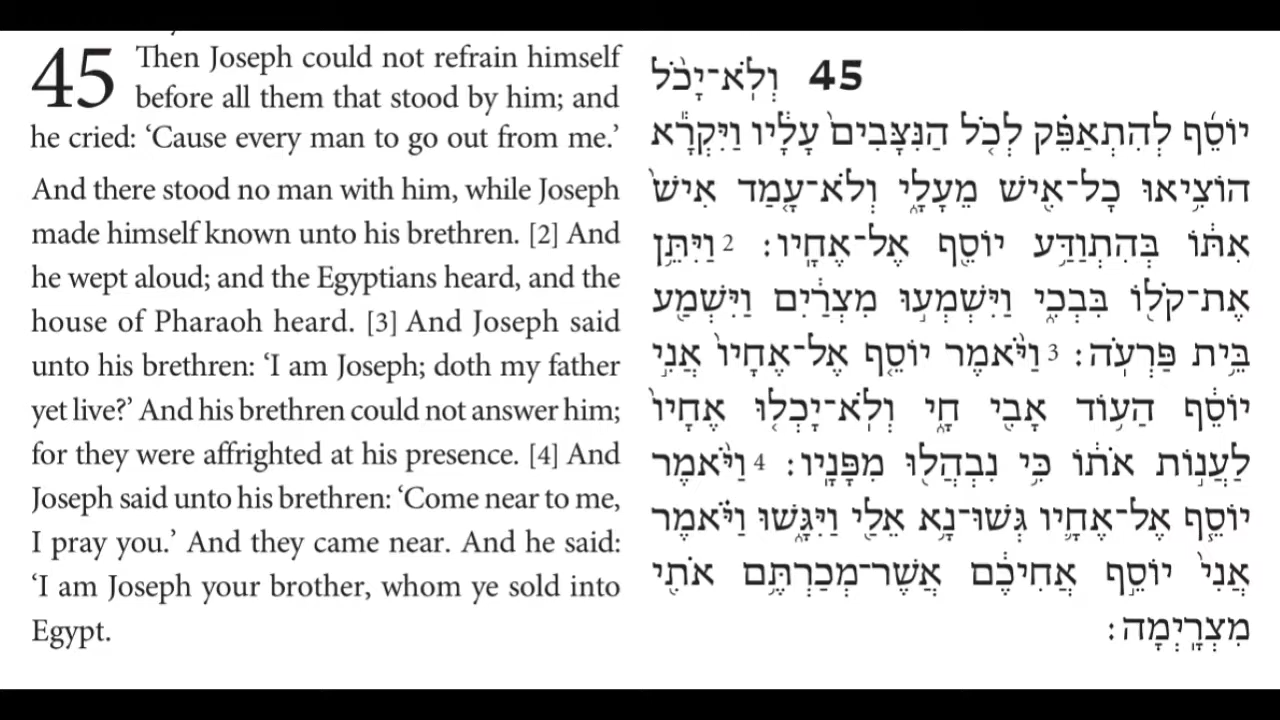 45 Then Joseph could not refrain himself
before all them that stood by him; and
he cried: ‘Cause every man to go out from me.’
And there stood no man with him, while Joseph
made himself known unto his brethren. [2] And
he wept aloud; and the Egyptians heard, and the
house of Pharaoh heard. [3] And Joseph said
unto his brethren: ‘I am Joseph; doth my father
yet live?’ And his brethren could not answer him;
for they were affrighted at his presence. [4] And
Joseph said unto his brethren: ‘Come near to me,
I pray you.’ And they came near. And he said:
‘I am Joseph your brother, whom ye sold into
Egypt.
45 וְלֹֽא־יָכֹ֨ל
יוֹסֵ֜ף לְהִתְאַפֵּ֗ק לְכֹ֤ל הַנִּצָּבִים֙ עָלָ֔יו וַיִּקְרָ֕א
הוֹצִ֥יאוּ כָל־אִ֖ישׁ מֵעָלָ֑י וְלֹא־עָ֤מַד אִישׁ֙
אִתּ֔וֹ בְּהִתְוַדַּ֥ע יוֹסֵ֖ף אֶל־אֶחָֽיו׃ 2 וַיִּתֵּ֥ן
אֶת־קֹל֖וֹ בִּבְכִ֑י וַיִּשְׁמְע֣וּ מִצְרַ֔יִם וַיִּשְׁמַ֖ע
בֵּ֥ית פַּרְעֹֽה׃ 3 וַיֹּ֨אמֶר יוֹסֵ֤ף אֶל־אֶחָיו֙ אֲנִ֣י
יוֹסֵ֔ף הַע֥וֹד אָבִ֖י חָ֑י וְלֹֽא־יָכְל֤וּ אֶחָיו֙
לַעֲנ֣וֹת אֹת֔וֹ כִּ֥י נִבְהֲל֖וּ מִפָּנָֽיו׃ 4 וַיֹּ֨אמֶר
יוֹסֵ֧ף אֶל־אֶחָ֛יו גְּשׁוּ־נָ֥א אֵלַ֖י וַיִּגָּ֑שׁוּ וַיֹּ֗אמֶר
אֲנִי֙ יוֹסֵ֣ף אֲחִיכֶ֔ם אֲשֶׁר־מְכַרְתֶּ֥ם אֹתִ֖י
מִצְרָֽיְמָה׃